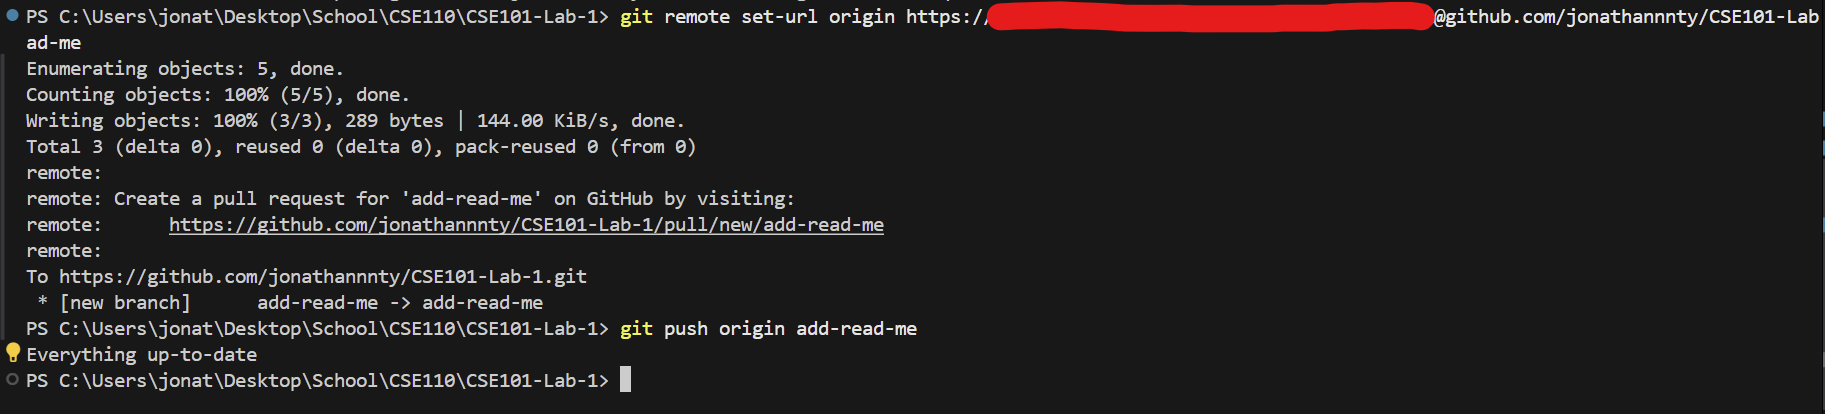 PS C:\Users\jonat\Desktop\School\CSE110\CSE101-Lab-1> git remote set-url origin https:// @github.com/jonathannnty/CSE101-Lab
ad-me
Enumerating objects: 5, done.
Counting objects: 100% (5/5), done.
Writing objects: 100% (3/3), 289 bytes | 144.00 KiB/s, done.
Total 3 (delta 0), reused 0 (delta 0), pack-reused 0 (from 0)
remote:
remote: Create a pull request for 'add-read-me' on GitHub by visiting:
remote:      https://github.com/jonathannnty/CSE101-Lab-1/pull/new/add-read-me
remote:
To https://github.com/jonathannnty/CSE101-Lab-1.git
 * [new branch]      add-read-me -> add-read-me
PS C:\Users\jonat\Desktop\School\CSE110\CSE101-Lab-1> git push origin add-read-me
Everything up-to-date
PS C:\Users\jonat\Desktop\School\CSE110\CSE101-Lab-1>